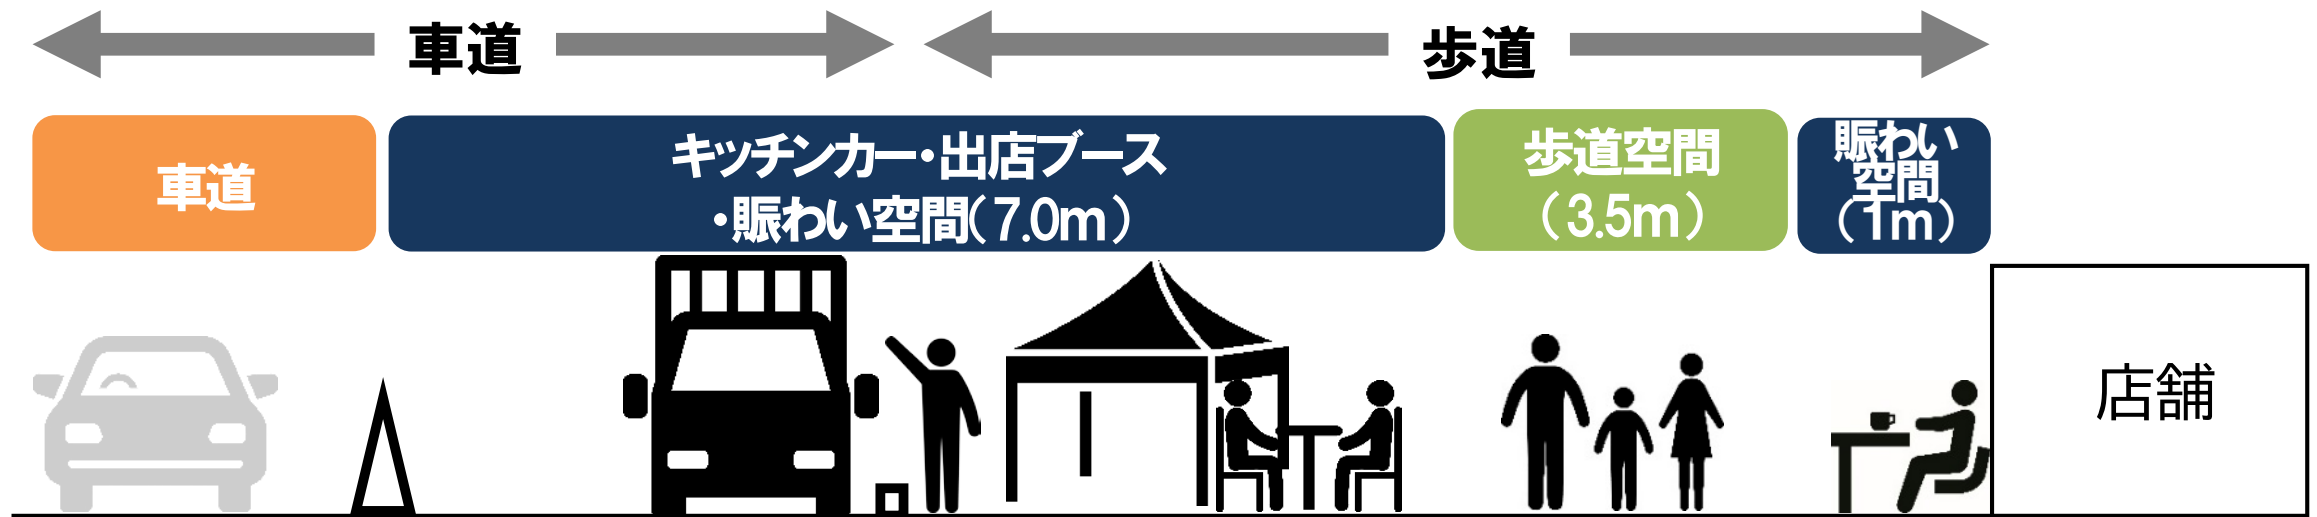 車道
歩道
車道
キッチンカー・出店ブース
・賑わい空間（7.0m）
歩道空間
（3.5m）
賑わい
空間
（1m）
店舗